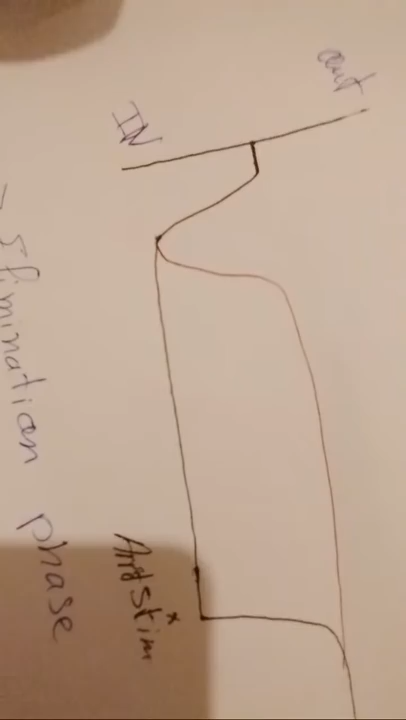 out
IN
Antstim
x
→ Elimination phase